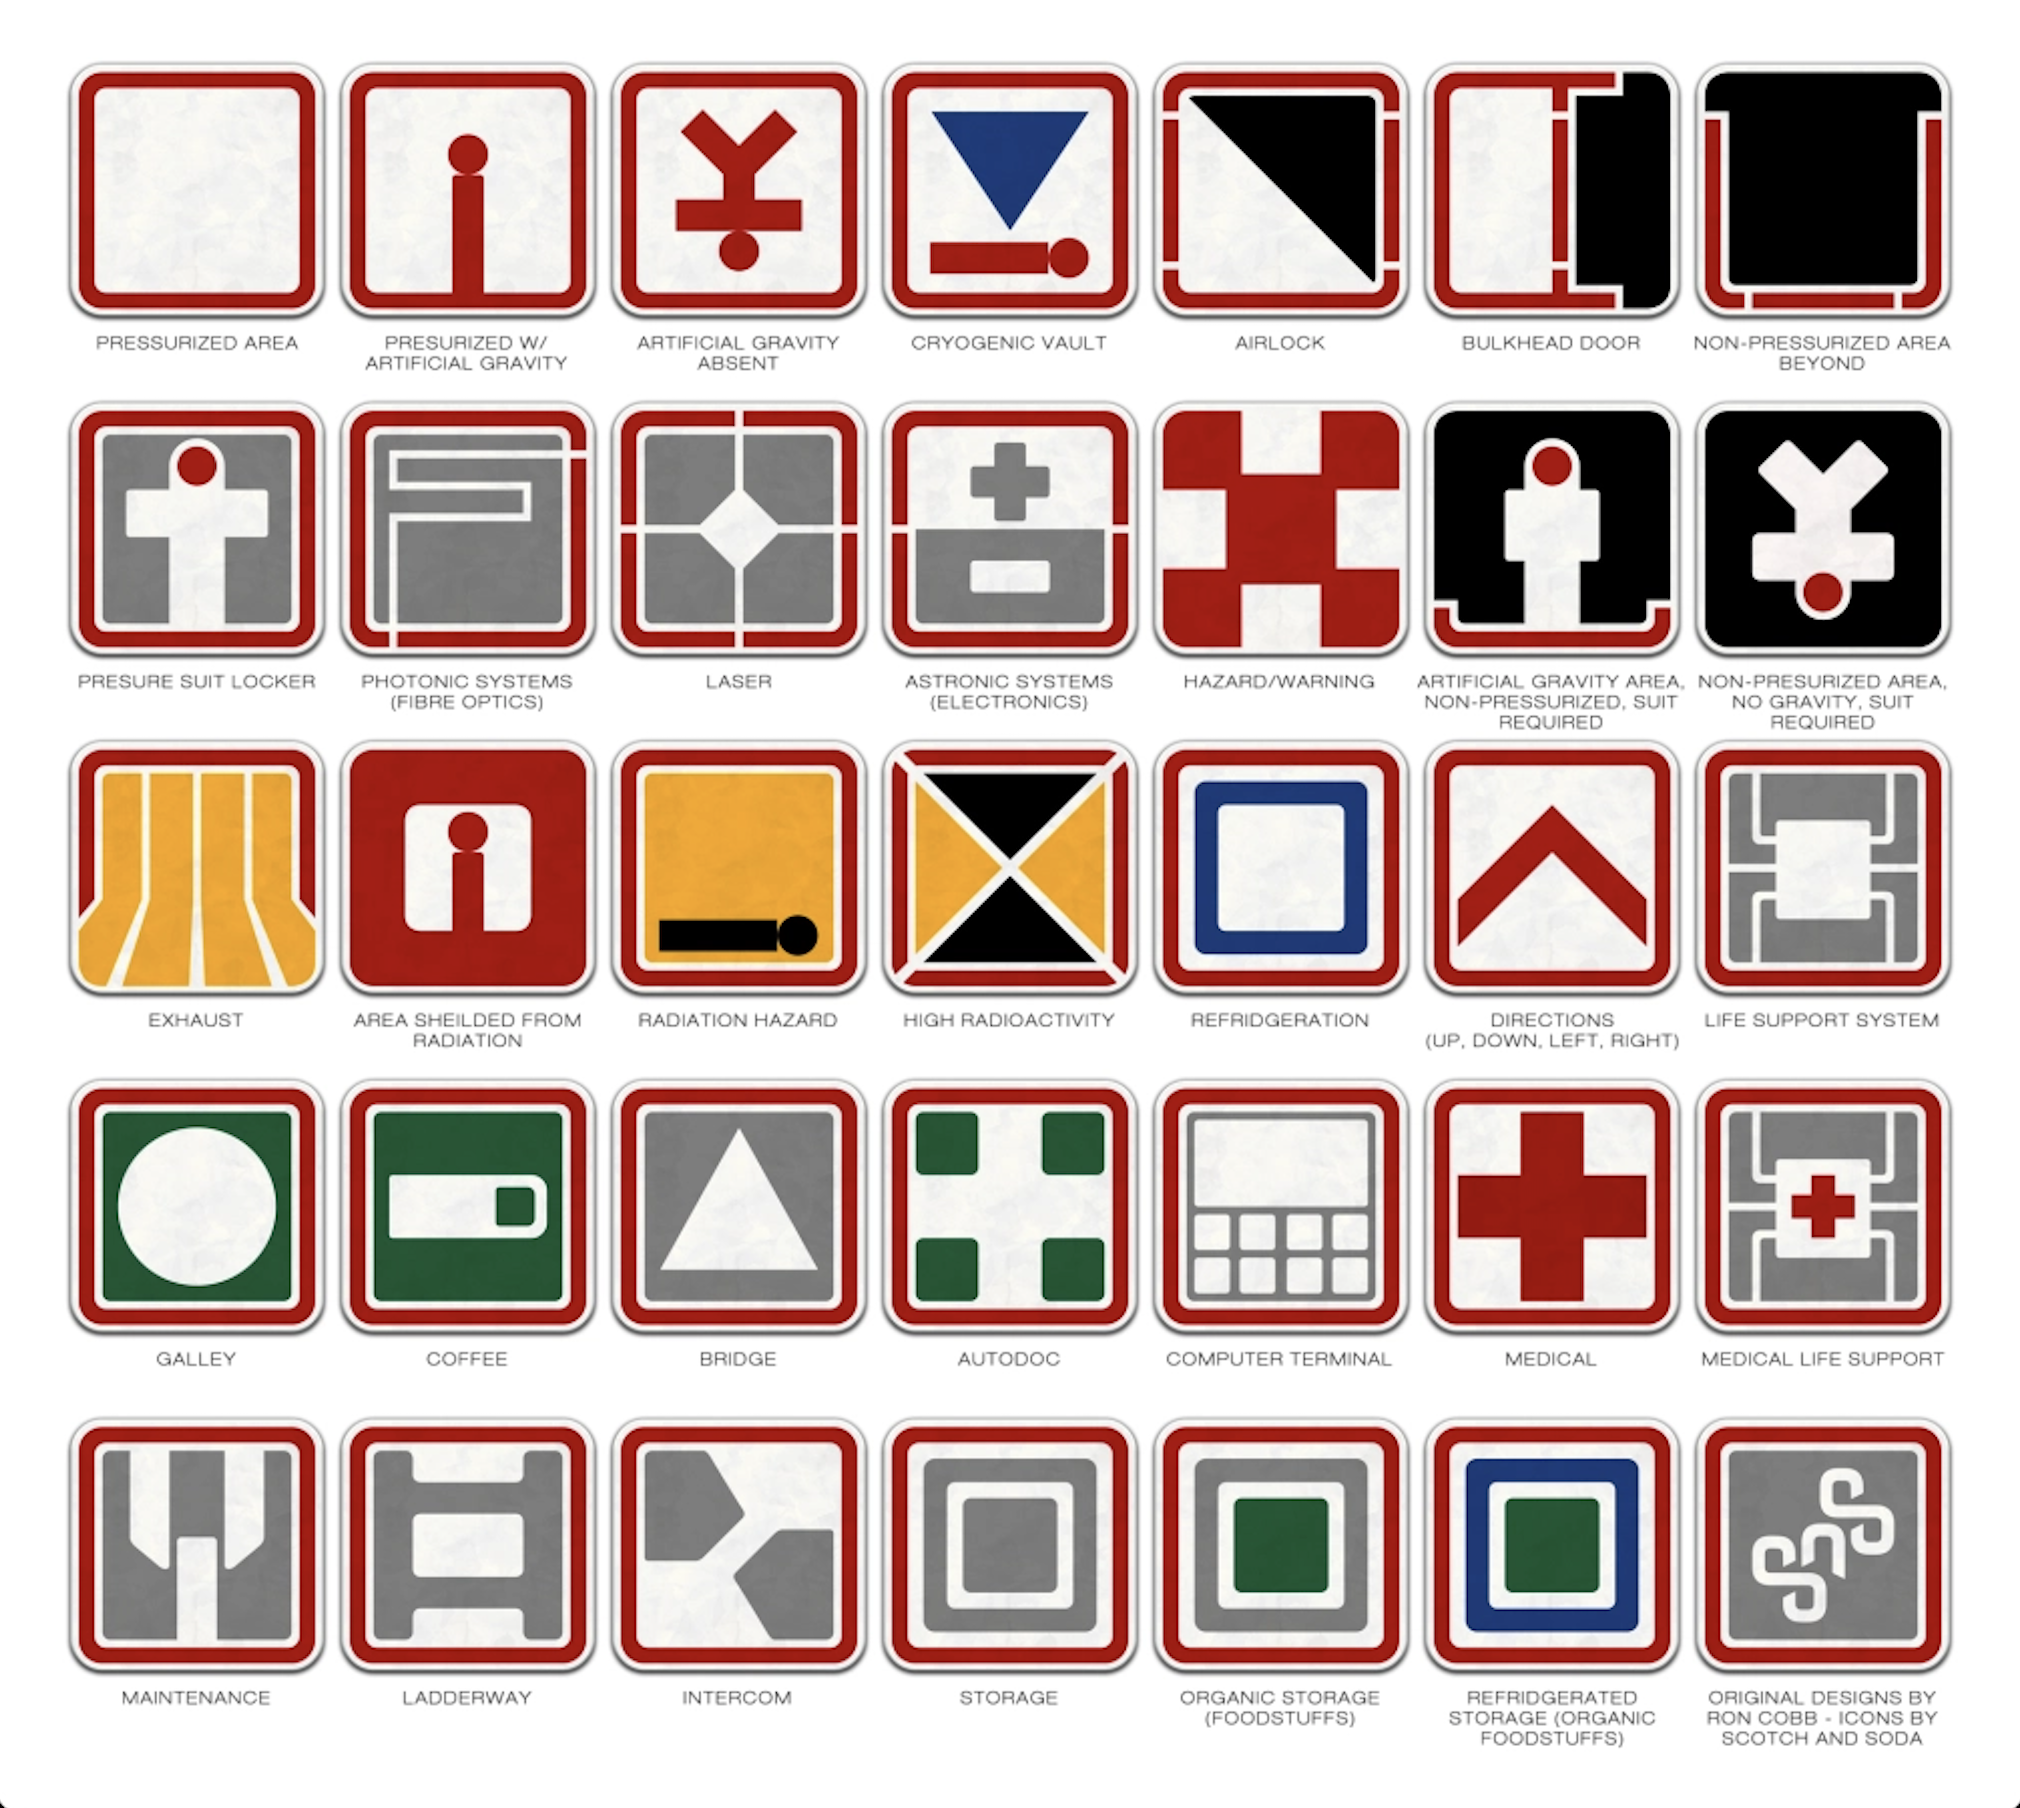 PRESSURIZED AREA
PRESURIZED W/
ARTIFICIAL GRAVITY
ARTIFICIAL GRAVITY
ABSENT
CRYOGENIC VAULT
AIRLOCK
BULKHEAD DOOR
NON-PRESSURIZED AREA
BEYOND
PRESURE SUIT LOCKER
PHOTONIC SYSTEMS
(FIBRE OPTICS)
LASER
ASTRONIC SYSTEMS
(ELECTRONICS)
HAZARD/WARNING
ARTIFICIAL GRAVITY AREA,
NON-PRESSURIZED, SUIT
REQUIRED
NON-PRESURIZED AREA,
NO GRAVITY, SUIT
REQUIRED
EXHAUST
AREA SHEILDED FROM
RADIATION
RADIATION HAZARD
HIGH RADIOACTIVITY
REFRIDGERATION
DIRECTIONS
(UP, DOWN, LEFT, RIGHT)
LIFE SUPPORT SYSTEM
GALLEY
COFFEE
BRIDGE
AUTODOC
COMPUTER TERMINAL
MEDICAL
MEDICAL LIFE SUPPORT
MAINTENANCE
LADDERWAY
INTERCOM
STORAGE
ORGANIC STORAGE
(FOODSTUFFS)
REFRIDGERATED
STORAGE (ORGANIC
FOODSTUFFS)
SnS
ORIGINAL DESIGNS BY
RON COBB - ICONS BY
SCOTCH AND SODA